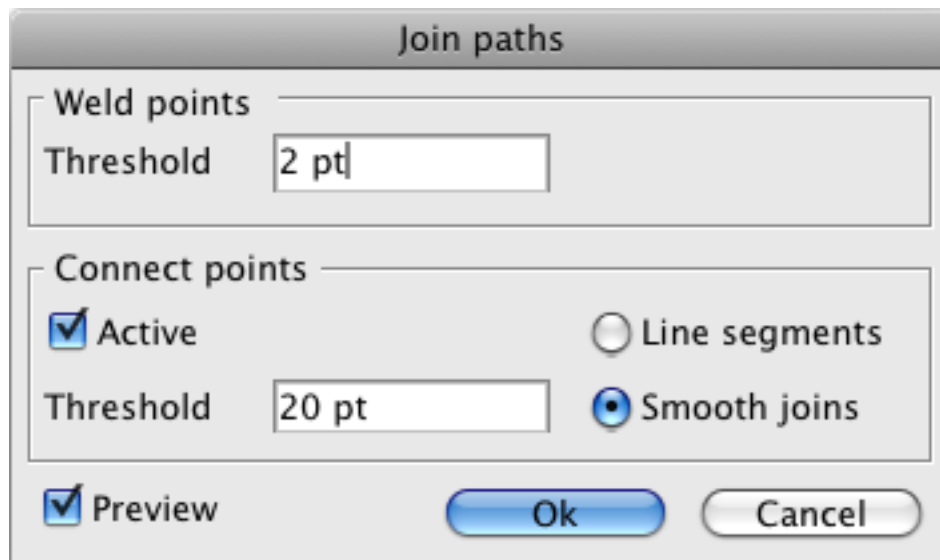 Join paths
Weld points
Threshold 2 pt
Connect points
Active Line segments
Threshold 20 pt Smooth joins
Preview Ok Cancel